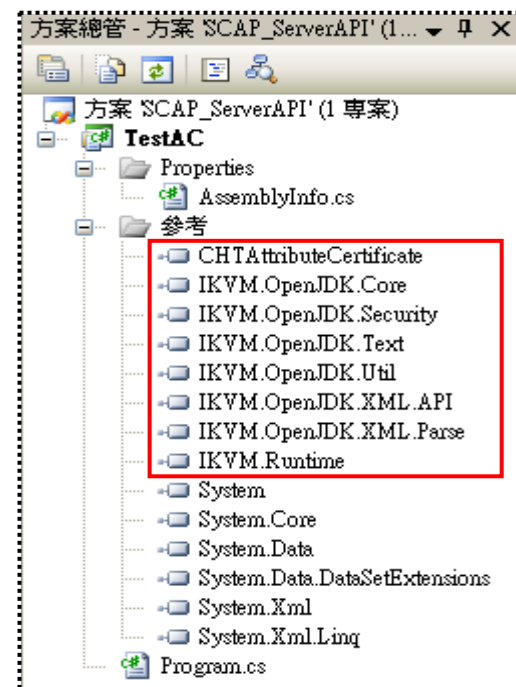 方案總管 - 方案 'SCAP_ServerAPI' (1...
方案 'SCAP_ServerAPI' (1 專案)
TestAC
Properties
AssemblyInfo.cs
參考
CHTAttributeCertificate
IKVM.OpenJDK.Core
IKVM.OpenJDK.Security
IKVM.OpenJDK.Text
IKVM.OpenJDK.Util
IKVM.OpenJDK.XML.API
IKVM.OpenJDK.XML.Parse
IKVM.Runtime
System
System.Core
System.Data
System.Data.DataSetExtensions
System.Xml
System.Xml.Linq
Program.cs